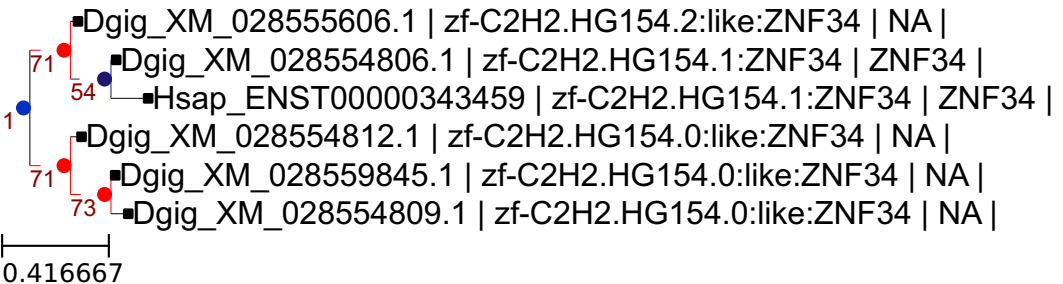 Dgig_XM_028555606.1 | zf-C2H2.HG154.2:like:ZNF34 | NA |
71
Dgig_XM_028554806.1 | zf-C2H2.HG154.1:ZNF34 | ZNF34 |
54
Hsap_ENST00000343459 | zf-C2H2.HG154.1:ZNF34 | ZNF34 |
1
Dgig_XM_028554812.1 | zf-C2H2.HG154.0:like:ZNF34 | NA |
71
Dgig_XM_028559845.1 | zf-C2H2.HG154.0:like:ZNF34 | NA |
73
Dgig_XM_028554809.1 | zf-C2H2.HG154.0:like:ZNF34 | NA |
0.416667